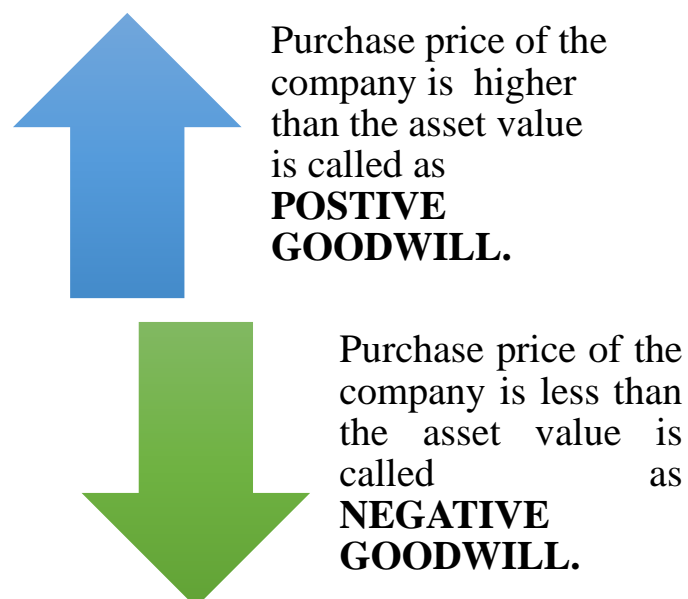 Purchase price of the
company is higher
than the asset value
is called as
POSTIVE
GOODWILL.
Purchase price of the
company is less than
the asset value is
called as
NEGATIVE
GOODWILL.